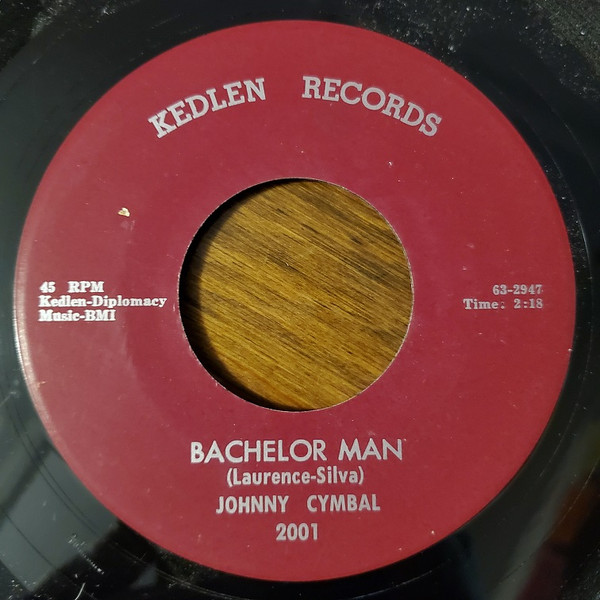 KEDLEN RECORDS
45 RPM
Kedlen-Diplomacy
Music-BMI
63-2947
Time: 2:18
BACHELOR MAN
(Laurence-Silva)
JOHNNY CYMBAL
2001